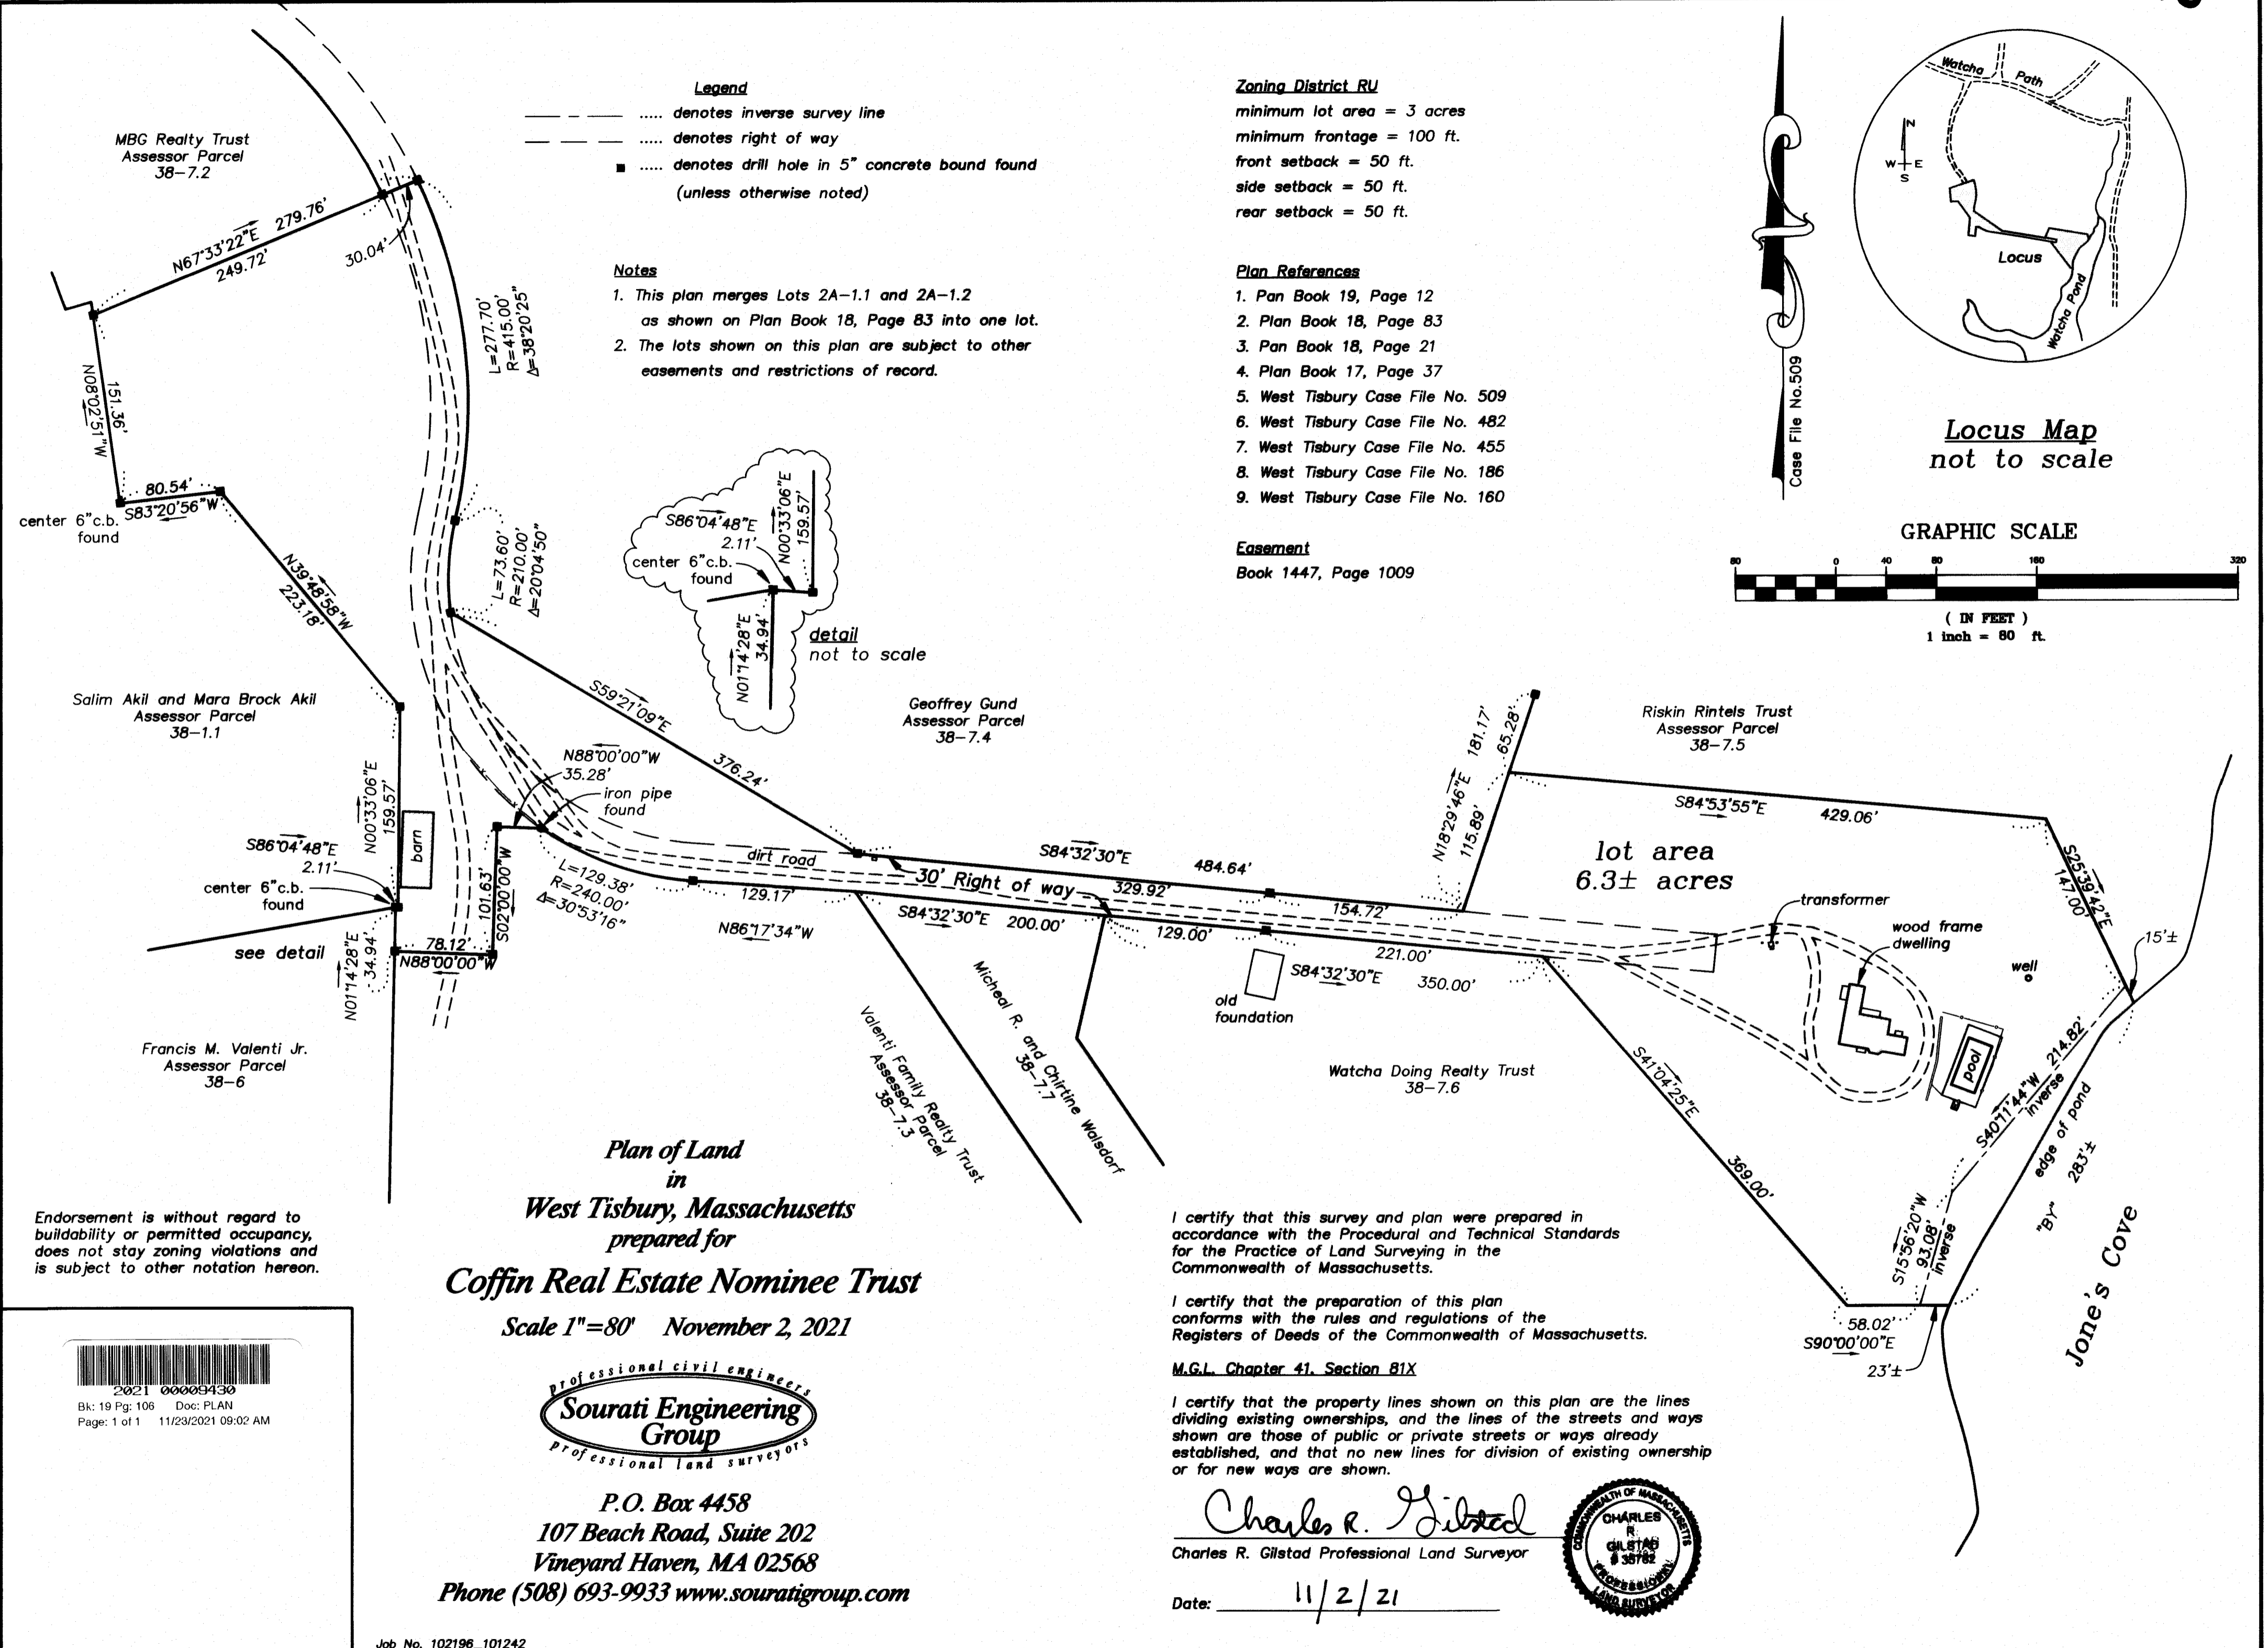 Legend
denotes inverse survey line
denotes right of way
denotes drill hole in 5" concrete bound found
(unless otherwise noted)
Notes
1. This plan merges Lots 2A-1.1 and 2A-1.2
as shown on Plan Book 18, Page 83 into one lot.
2. The lots shown on this plan are subject to other
easements and restrictions of record.
Zoning District RU
minimum lot area = 3 acres
minimum frontage = 100 ft.
front setback = 50 ft.
side setback = 50 ft.
rear setback = 50 ft.
Plan References
1. Pan Book 19, Page 12
2. Plan Book 18, Page 83
3. Pan Book 18, Page 21
4. Plan Book 17, Page 37
5. West Tisbury Case File No. 509
6. West Tisbury Case File No. 482
7. West Tisbury Case File No. 455
8. West Tisbury Case File No. 186
9. West Tisbury Case File No. 160
Easement
Book 1447, Page 1009
Case File No.509
Watcha Path
N
W E
S
Locus
Watcha Pond
Locus Map
not to scale
GRAPHIC SCALE
80 0 40 80 160 320
( IN FEET )
1 inch = 80 ft.
MBG Realty Trust
Assessor Parcel
38-7.2
N67°33'22"E 279.76'
249.72'
30.04'
L=277.70'
R=415.00'
Δ=38°20'25"
151.36'
N08°02'51"W
80.54'
S83°20'56"W
center 6"c.b.
found
N39°48'58"W
223.18'
L=73.60'
R=210.00'
Δ=20°04'50"
S86°04'48"E
2.11'
center 6"c.b.
found
N00°33'06"E
159.57'
N01°14'28"E
34.94'
detail
not to scale
Salim Akil and Mara Brock Akil
Assessor Parcel
38-1.1
S59°21'09"E
376.24'
Geoffrey Gund
Assessor Parcel
38-7.4
N88°00'00"W
35.28'
iron pipe
found
N00°33'06"E
159.57'
barn
S86°04'48"E
2.11'
center 6"c.b.
found
see detail
N01°14'28"E
34.94'
78.12'
N88°00'00"W
101.63'
S02°00'00"W
L=129.38'
R=240.00'
Δ=30°53'16"
dirt road
129.17'
N86°17'34"W
30' Right of way
S84°32'30"E 484.64'
329.92'
154.72'
S84°32'30"E 200.00'
129.00'
221.00'
S84°32'30"E 350.00'
old
foundation
N18°29'46"E 181.17'
65.28'
115.89'
Riskin Rintels Trust
Assessor Parcel
38-7.5
S84°53'55"E
429.06'
lot area
6.3± acres
S25°39'42"E
147.00'
15'±
transformer
wood frame
dwelling
well
pool
S40°11'44"W 214.82'
inverse
edge of pond
"BY" 283'±
S15°56'20"W
93.08'
inverse
S41°04'25"E
369.00'
58.02'
S90°00'00"E
23'±
Jone's Cove
Francis M. Valenti Jr.
Assessor Parcel
38-6
Valenti Family Realty Trust
Assessor Parcel
38-7.3
Micheal R. and Chirtine Walsdorf
38-7.7
Watcha Doing Realty Trust
38-7.6
Plan of Land
in
West Tisbury, Massachusetts
prepared for
Coffin Real Estate Nominee Trust
Scale 1"=80' November 2, 2021
professional civil engineers
Sourati Engineering
Group
professional land surveyors
P.O. Box 4458
107 Beach Road, Suite 202
Vineyard Haven, MA 02568
Phone (508) 693-9933 www.souratigroup.com
Endorsement is without regard to
buildability or permitted occupancy,
does not stay zoning violations and
is subject to other notation hereon.
2021 00009430
Bk: 19 Pg: 106 Doc: PLAN
Page: 1 of 1 11/23/2021 09:02 AM
Job No. 102196_101242
I certify that this survey and plan were prepared in
accordance with the Procedural and Technical Standards
for the Practice of Land Surveying in the
Commonwealth of Massachusetts.
I certify that the preparation of this plan
conforms with the rules and regulations of the
Registers of Deeds of the Commonwealth of Massachusetts.
M.G.L. Chapter 41, Section 81X
I certify that the property lines shown on this plan are the lines
dividing existing ownerships, and the lines of the streets and ways
shown are those of public or private streets or ways already
established, and that no new lines for division of existing ownership
or for new ways are shown.
Charles R. Gilstad
Charles R. Gilstad Professional Land Surveyor
Date: 11/2/21
COMMONWEALTH OF MASSACHUSETTS
CHARLES
R
GILSTAD
# 35782
PROFESSIONAL
LAND SURVEYOR